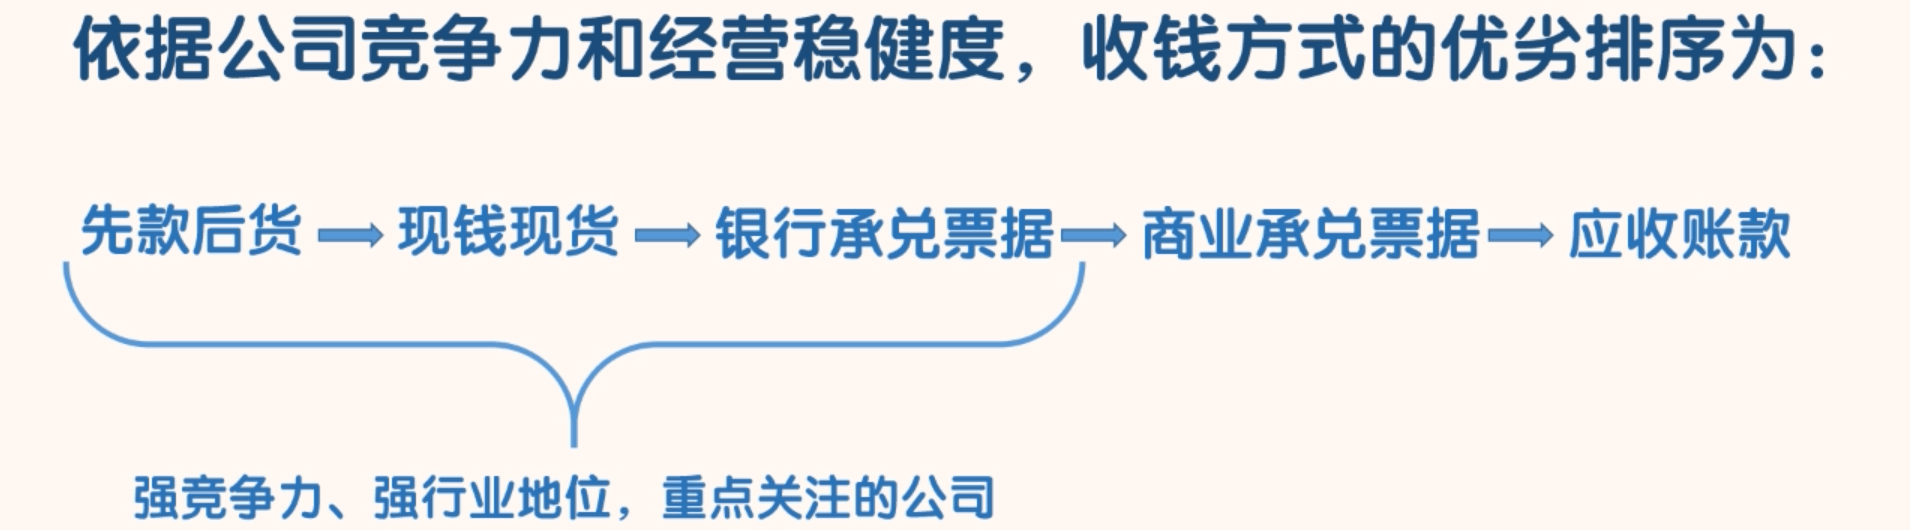 依据公司竞争力和经营稳健度，收钱方式的优劣排序为：
先款后货 现钱现货 银行承兑票据 商业承兑票据 应收账款
强竞争力、强行业地位，重点关注的公司